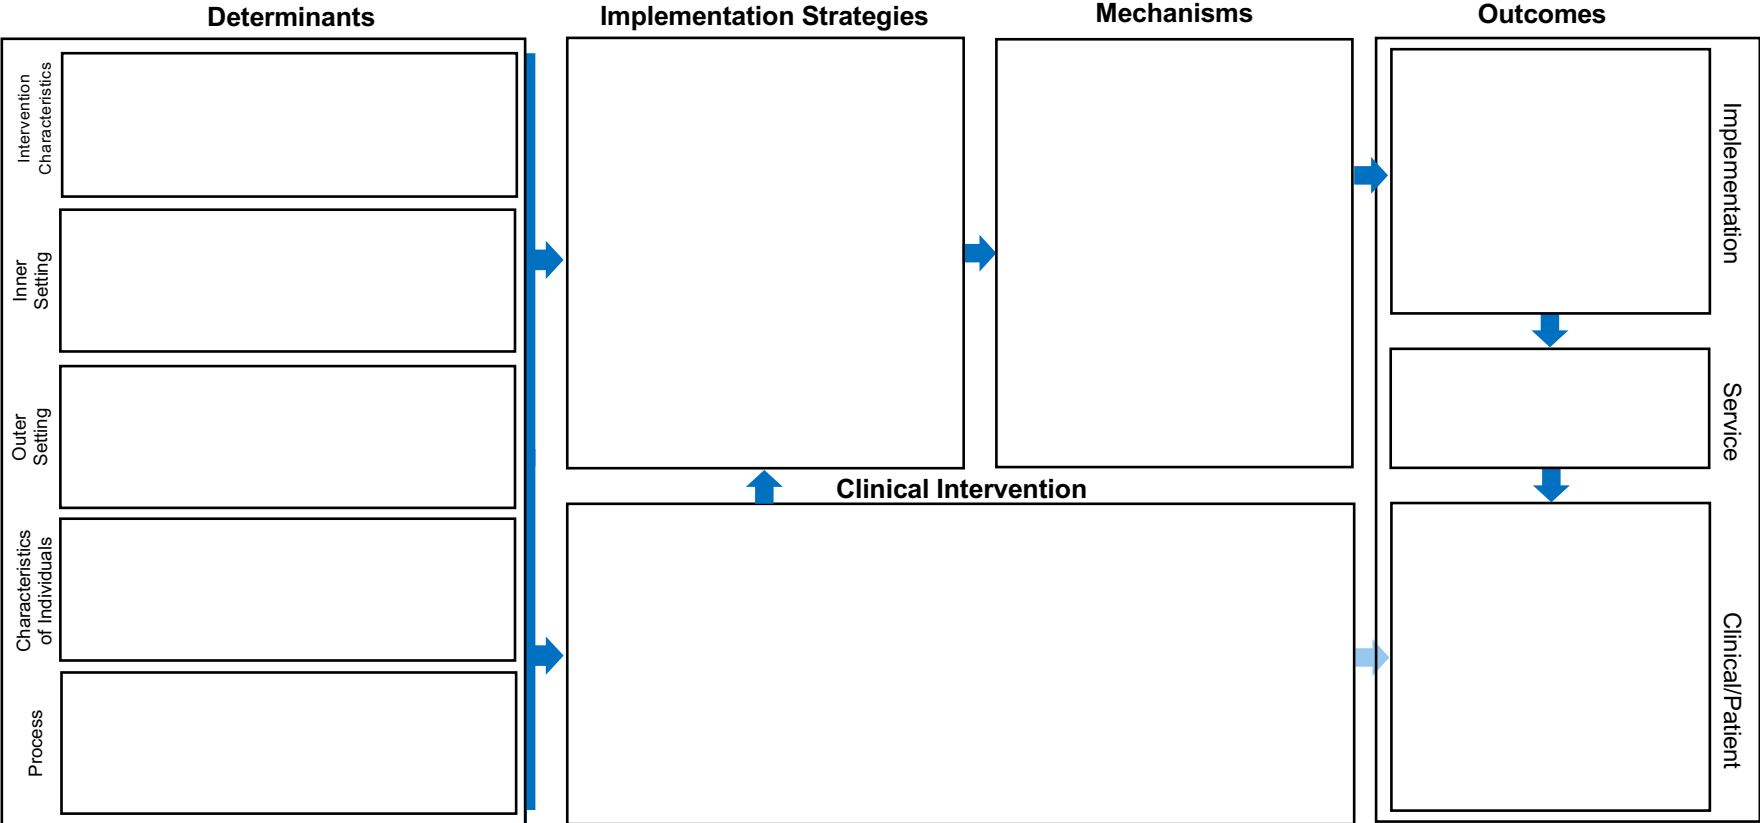 Determinants
Implementation Strategies
Mechanisms
Outcomes
Intervention
Characteristics
Inner
Setting
Outer
Setting
Characteristics
of Individuals
Process
Clinical Intervention
Implementation
Service
Clinical/Patient